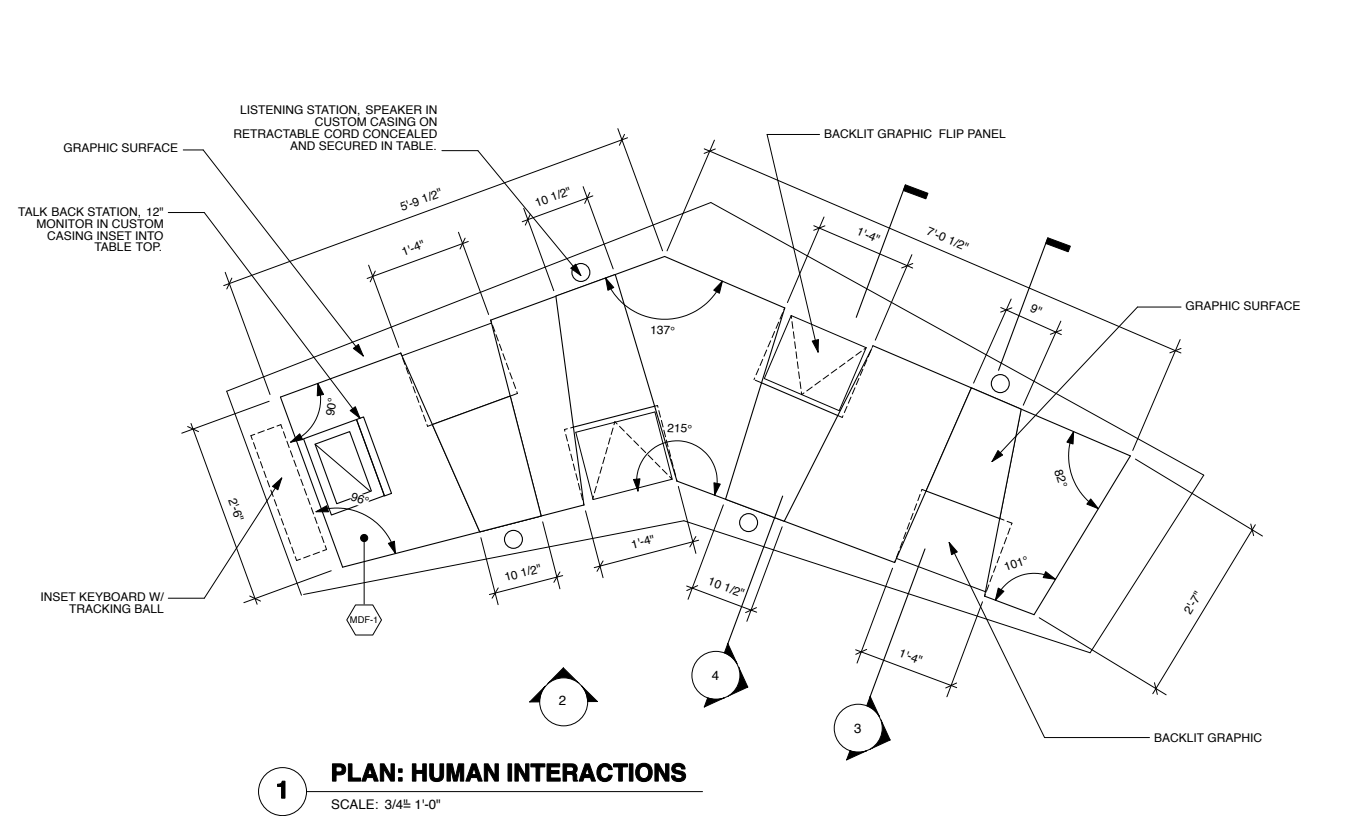 LISTENING STATION, SPEAKER IN
CUSTOM CASING ON
RETRACTABLE CORD CONCEALED
AND SECURED IN TABLE.
GRAPHIC SURFACE
TALK BACK STATION, 12"
MONITOR IN CUSTOM
CASING INSET INTO
TABLE TOP.
BACKLIT GRAPHIC FLIP PANEL
5'-9 1/2"
10 1/2"
1'-4"
1'-4"
7'-0 1/2"
9"
GRAPHIC SURFACE
137°
90°
215°
96°
82°
101°
2'-6"
1'-4"
10 1/2"
10 1/2"
1'-4"
2'-7"
INSET KEYBOARD W/
TRACKING BALL
MDF-1
2
4
3
BACKLIT GRAPHIC
1
PLAN: HUMAN INTERACTIONS
SCALE: 3/4"= 1'-0"